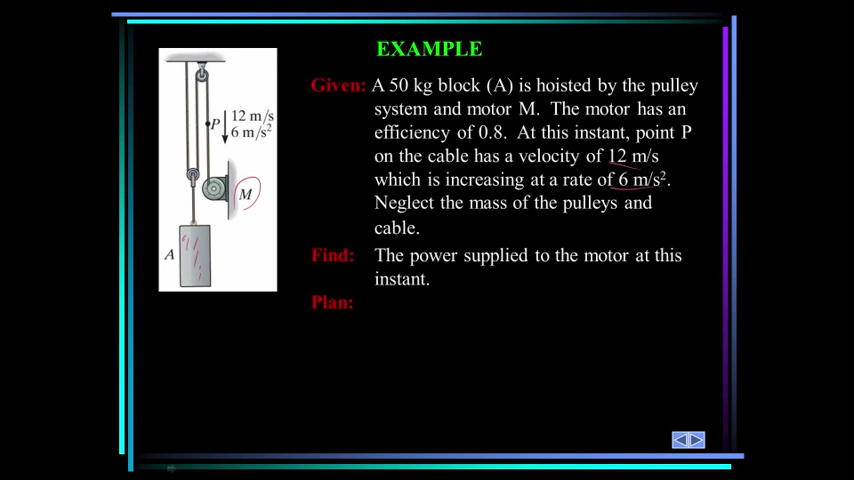 EXAMPLE
Given: A 50 kg block (A) is hoisted by the pulley
system and motor M. The motor has an
efficiency of 0.8. At this instant, point P
on the cable has a velocity of 12 m/s
which is increasing at a rate of 6 m/s².
Neglect the mass of the pulleys and
cable.
Find: The power supplied to the motor at this
instant.
Plan:
P
12 m/s
6 m/s²
M
A